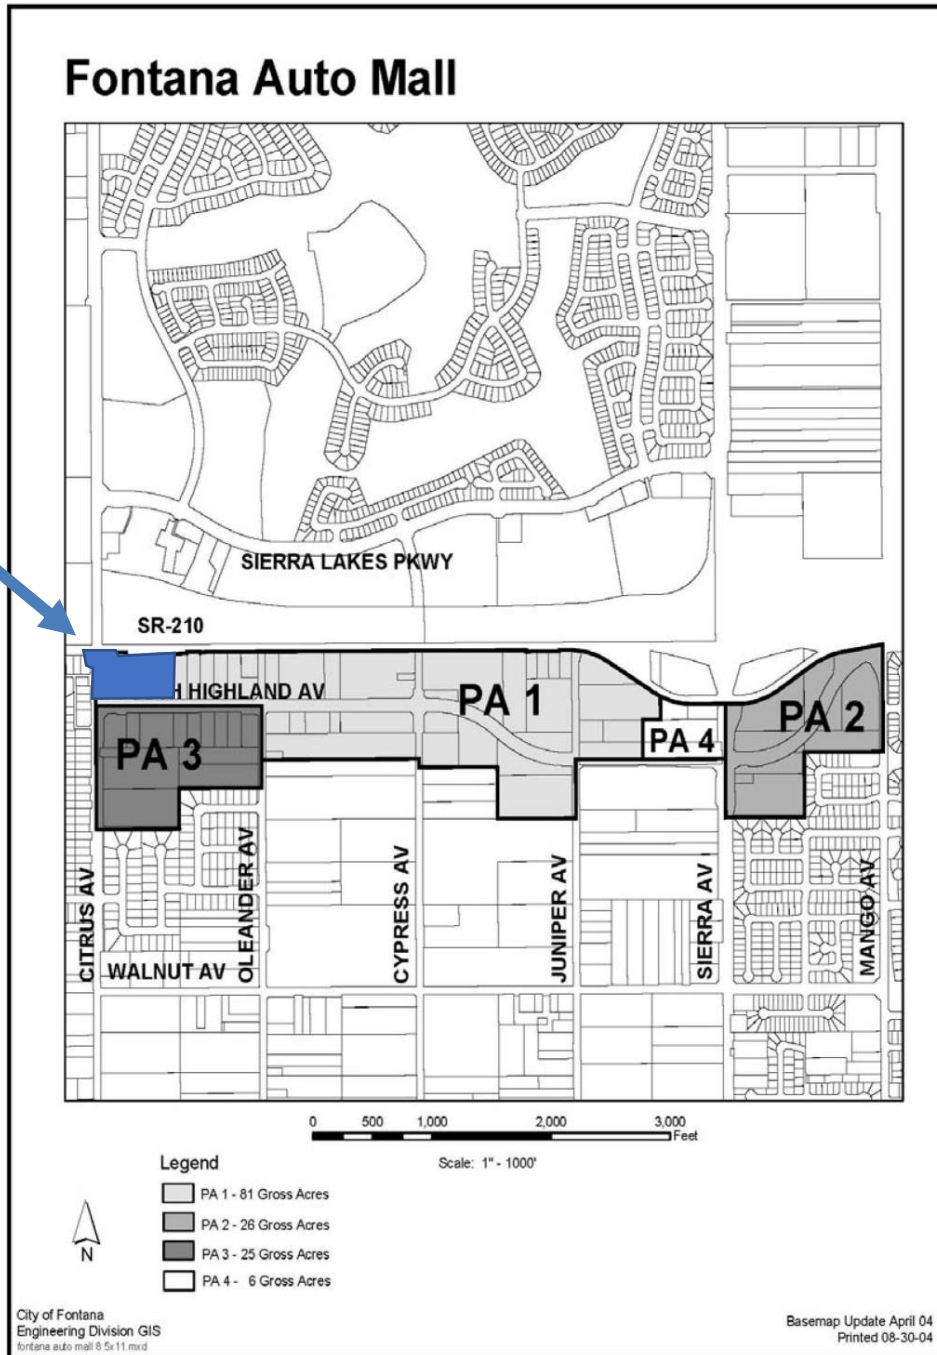 Fontana Auto Mall
SIERRA LAKES PKWY
SR-210
H HIGHLAND AV
PA 1
PA 2
PA 3
PA 4
CITRUS AV
OLEANDER AV
CYPRESS AV
JUNIPER AV
SIERRA AV
MANGO AV
WALNUT AV
0 500 1,000 2,000 3,000
Feet
Legend
Scale: 1" - 1000'
PA 1 - 81 Gross Acres
PA 2 - 26 Gross Acres
PA 3 - 25 Gross Acres
PA 4 - 6 Gross Acres
N
City of Fontana
Engineering Division GIS
fontana auto mall 8.5x11.mxd
Basemap Update April 04
Printed 08-30-04